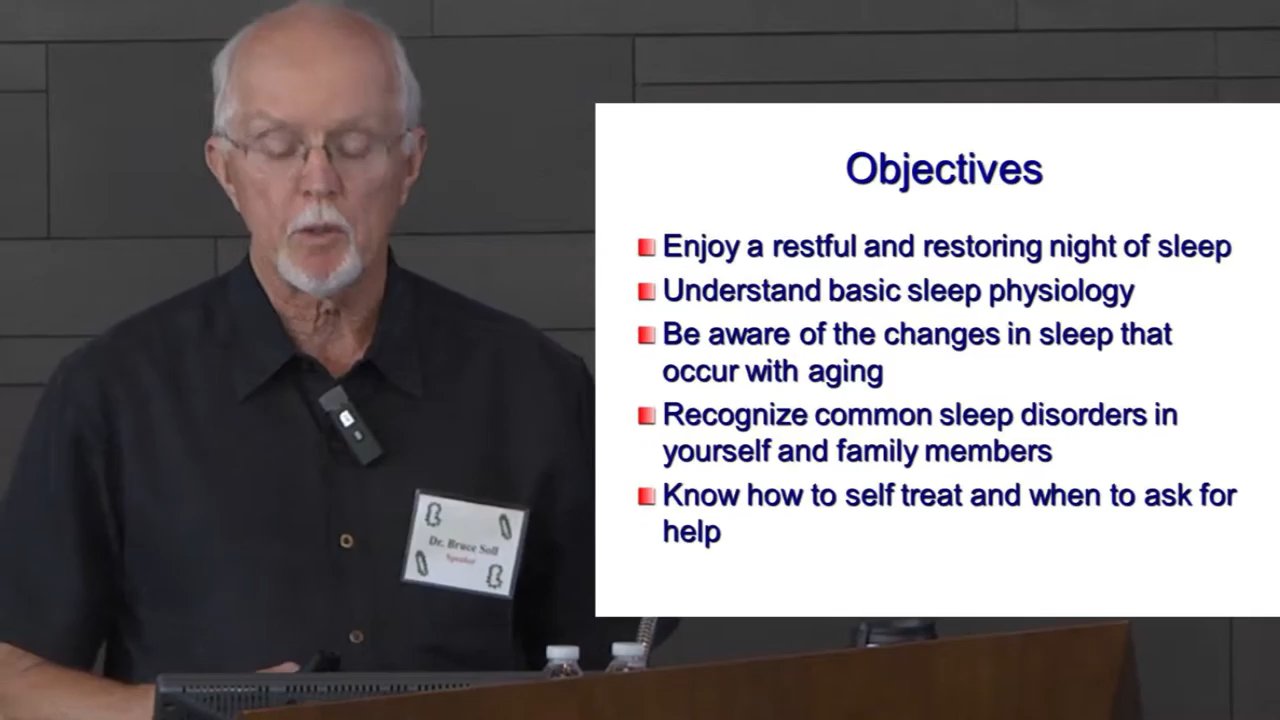 Objectives
Enjoy a restful and restoring night of sleep
Understand basic sleep physiology
Be aware of the changes in sleep that
occur with aging
Recognize common sleep disorders in
yourself and family members
Know how to self treat and when to ask for
help
Dr. Bruce Soll
Speaker